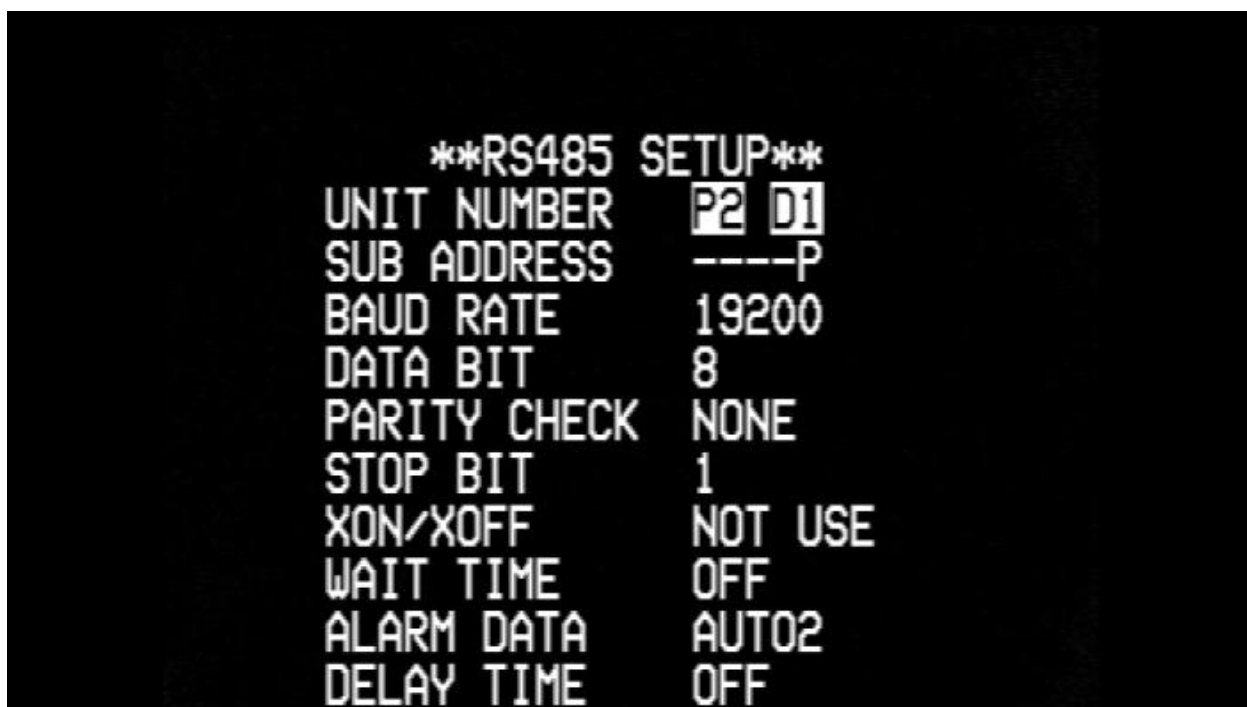 **RS485 SETUP**
UNIT NUMBER P2 D1
SUB ADDRESS ----P
BAUD RATE 19200
DATA BIT 8
PARITY CHECK NONE
STOP BIT 1
XON/XOFF NOT USE
WAIT TIME OFF
ALARM DATA AUTO2
DELAY TIME OFF